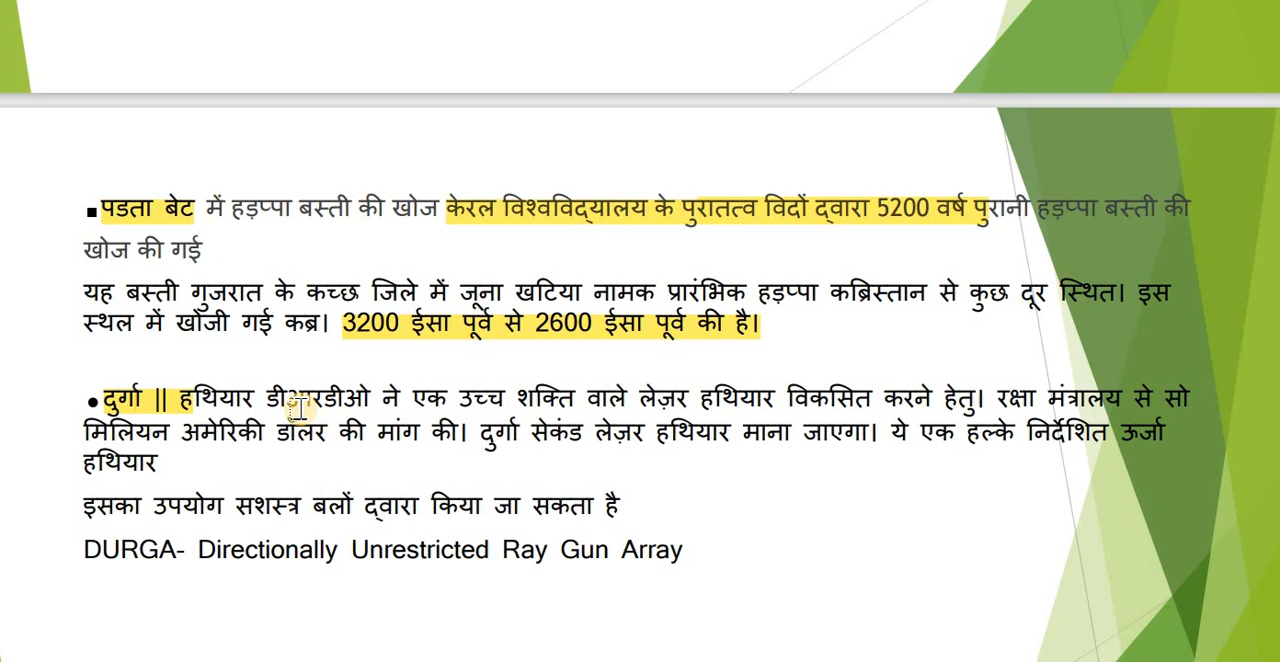 ▪पडता बेट में हड़प्पा बस्ती की खोज केरल विश्वविद्यालय के पुरातत्व विदों द्वारा 5200 वर्ष पुरानी हड़प्पा बस्ती की
खोज की गई
यह बस्ती गुजरात के कच्छ जिले में जूना खटिया नामक प्रारंभिक हड़प्पा कब्रिस्तान से कुछ दूर स्थित। इस
स्थल में खोजी गई कब्र। 3200 ईसा पूर्व से 2600 ईसा पूर्व की है।
•दुर्गा || हथियार डीआरडीओ ने एक उच्च शक्ति वाले लेज़र हथियार विकसित करने हेतु। रक्षा मंत्रालय से सो
मिलियन अमेरिकी डॉलर की मांग की। दुर्गा सेकंड लेज़र हथियार माना जाएगा। ये एक हल्के निर्देशित ऊर्जा
हथियार
इसका उपयोग सशस्त्र बलों द्वारा किया जा सकता है
DURGA- Directionally Unrestricted Ray Gun Array